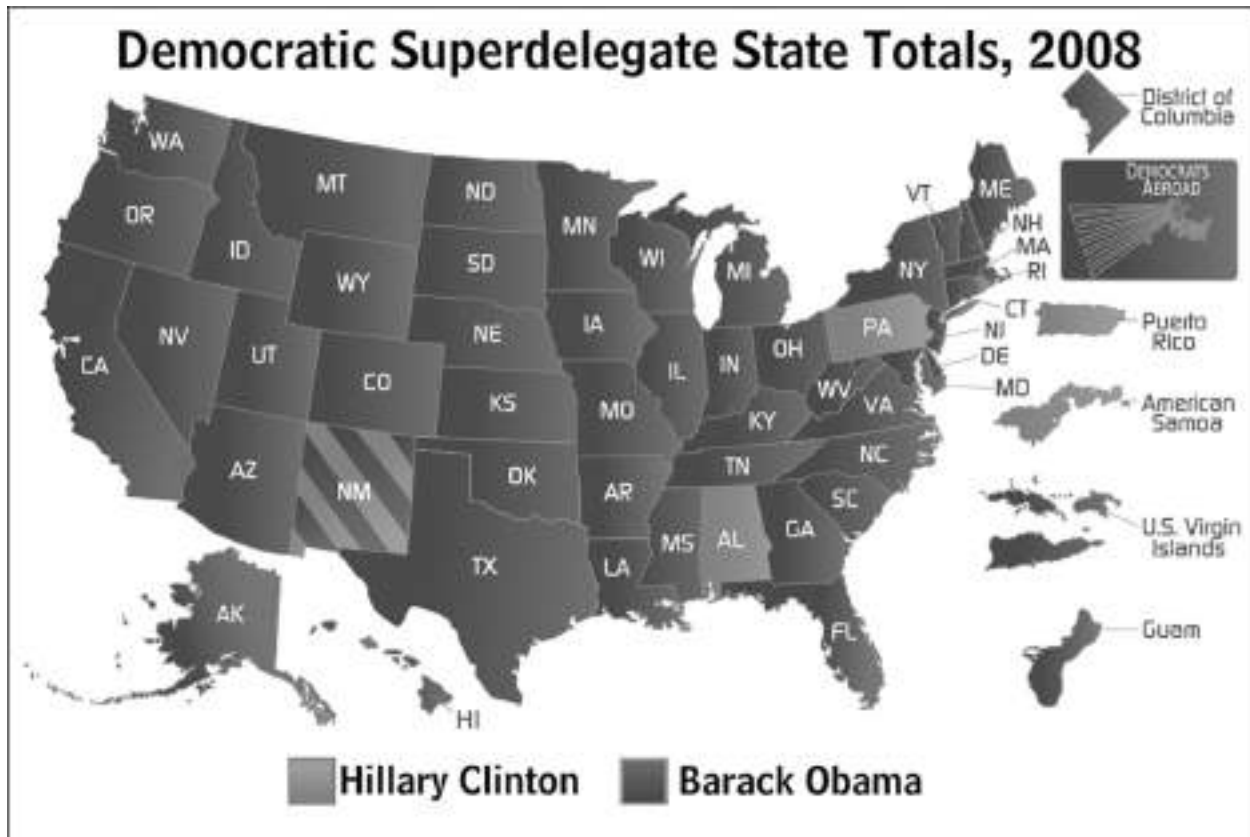 Democratic Superdelegate State Totals, 2008
District of
Columbia
DEMOCRATS
AEROAD
WA
MT
ND
MN
VT
ME
NH
OR
ID
SD
WI
MI
NY
MA
RI
WY
CT
Puerto
Rico
NV
NE
IA
PA
NJ
CA
UT
CO
IL
IN
OH
DE
MD
KS
MO
WV
VA
KY
American
Samoa
AZ
NM
OK
AR
TN
NC
SC
MS
AL
GA
U.S. Virgin
Islands
TX
LA
AK
FL
Guam
HI
Hillary Clinton
Barack Obama